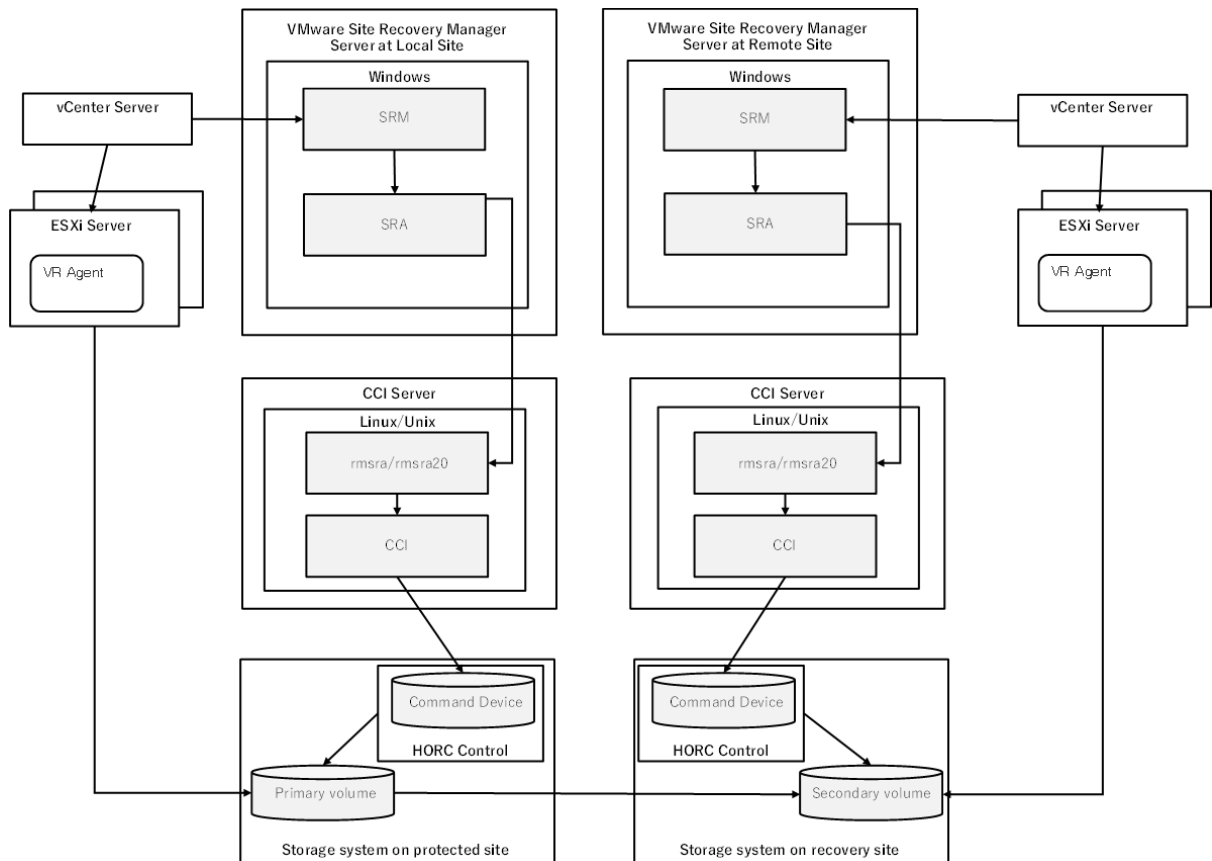 VMware Site Recovery Manager
Server at Local Site
VMware Site Recovery Manager
Server at Remote Site
Windows
Windows
vCenter Server
SRM
SRM
vCenter Server
SRA
SRA
ESXi Server
ESXi Server
VR Agent
VR Agent
CCI Server
CCI Server
Linux/Unix
Linux/Unix
rmsra/rmsra20
rmsra/rmsra20
CCI
CCI
Command Device
Command Device
HORC Control
HORC Control
Primary volume
Secondary volume
Storage system on protected site
Storage system on recovery site